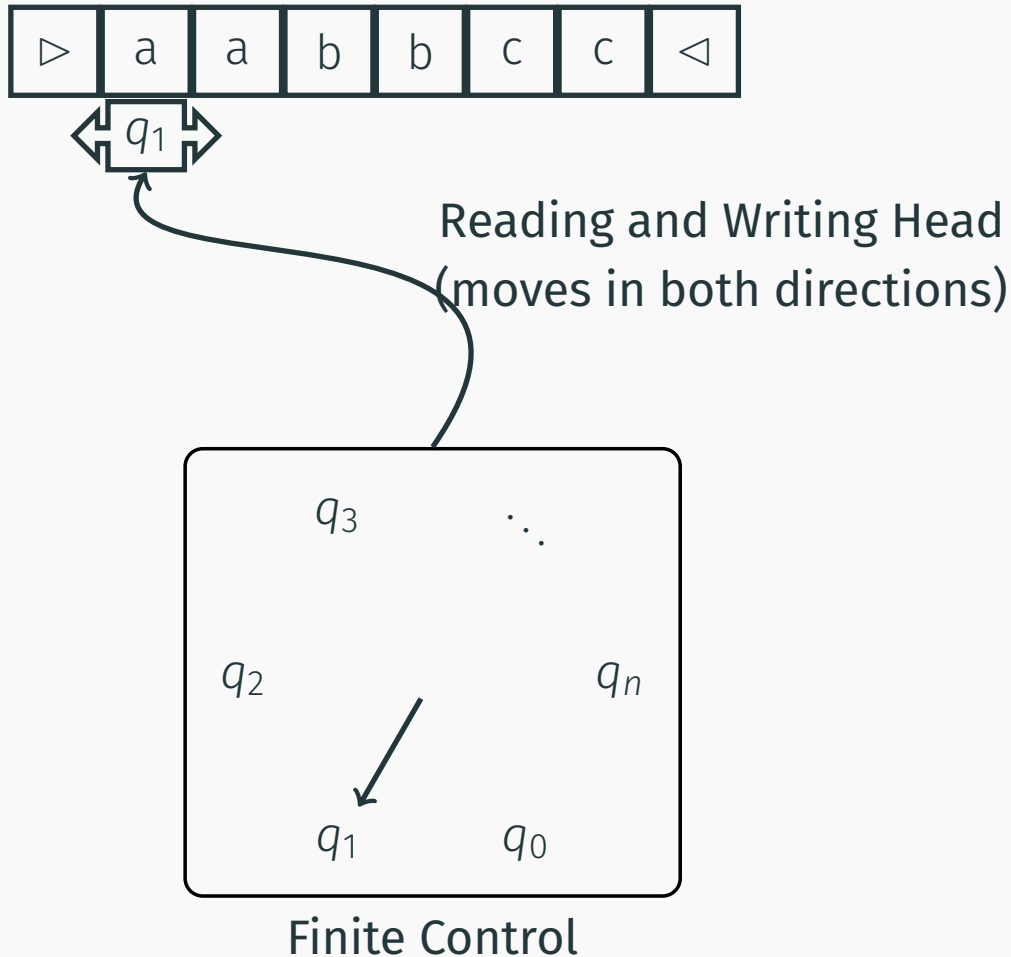 ▷ a a b b c c ◁
q₁
Reading and Writing Head
(moves in both directions)
q₃ ⋱
q₂ qₙ
q₁ q₀
Finite Control